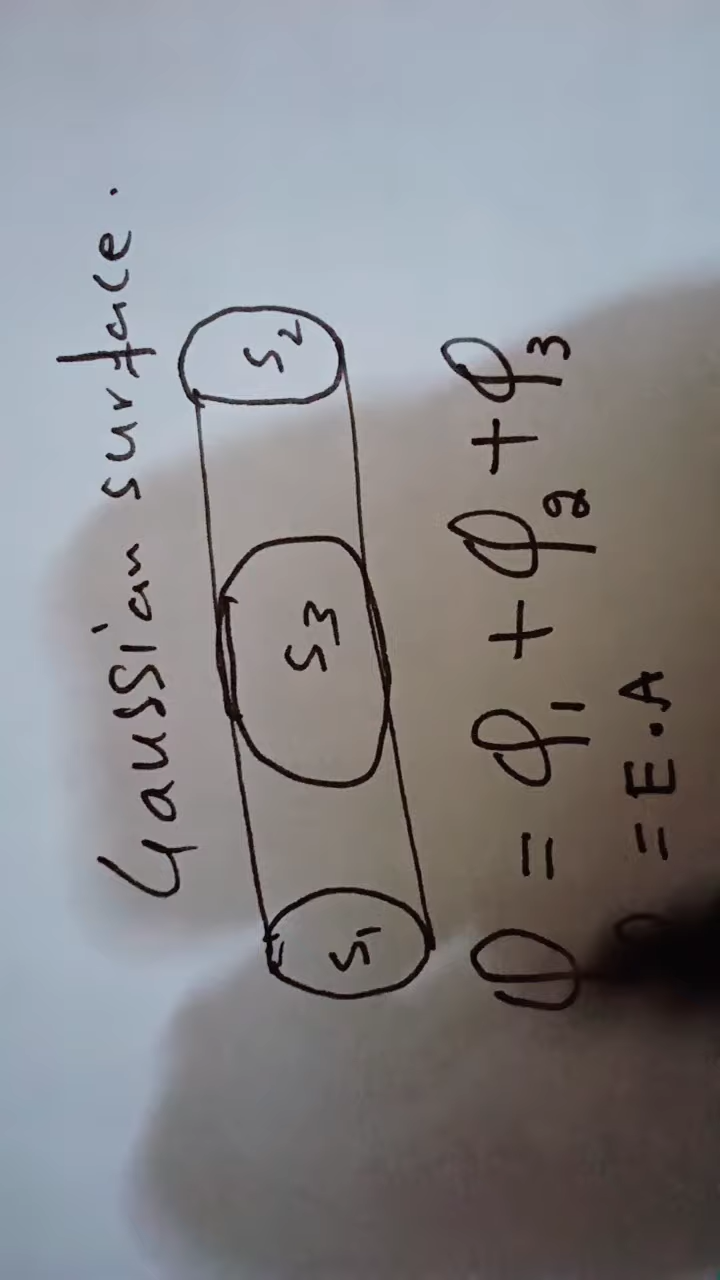 Gaussian surface.
S1 S3 S2
φ = φ1 + φ2 + φ3
= E.A